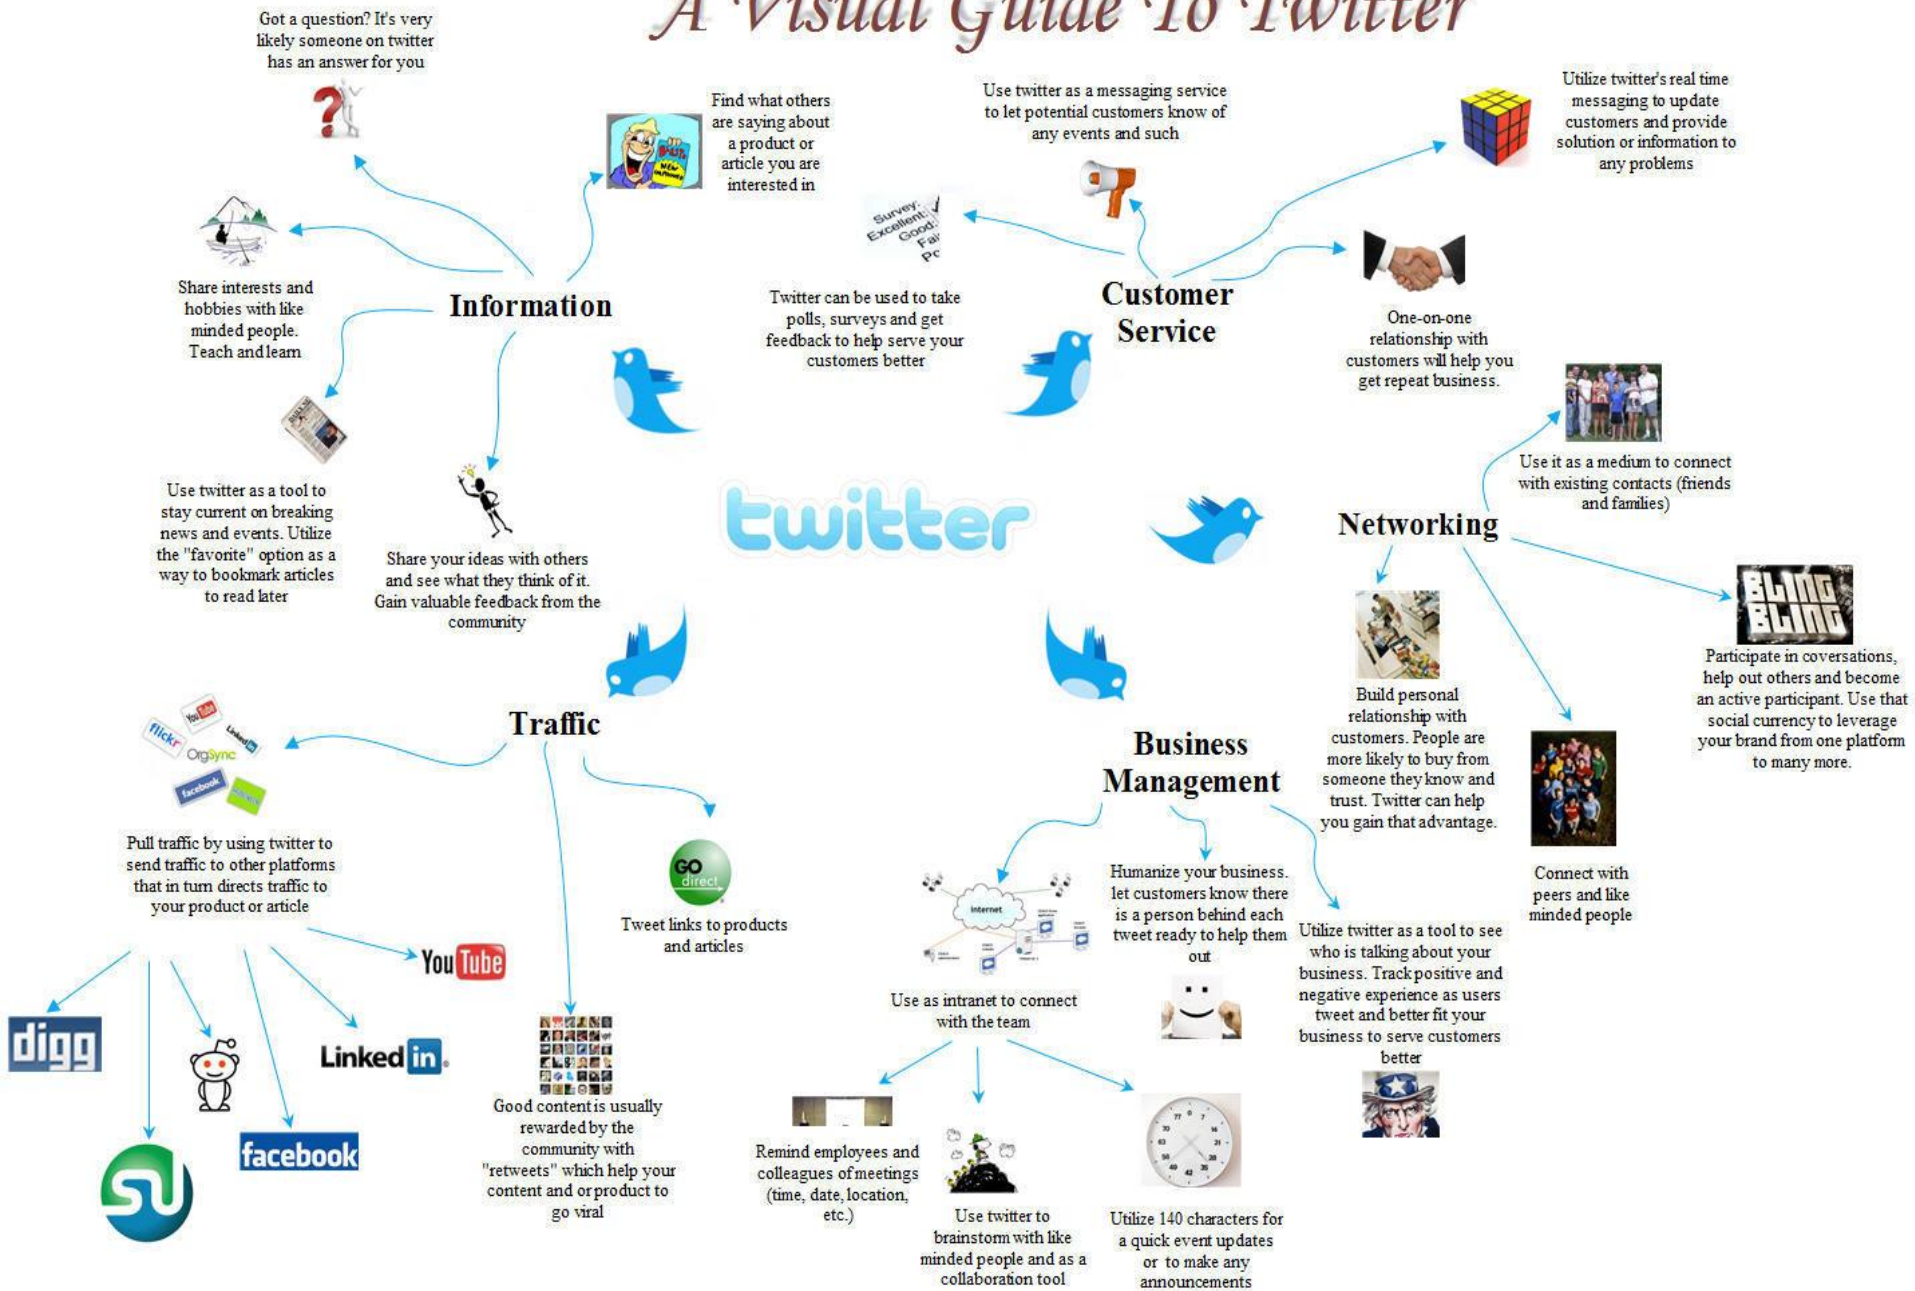 A Visual Guide To Twitter
Got a question? It's very
likely someone on twitter
has an answer for you
Find what others
are saying about
a product or
article you are
interested in
Share interests and
hobbies with like
minded people.
Teach and learn
Information
Use twitter as a tool to
stay current on breaking
news and events. Utilize
the "favorite" option as a
way to bookmark articles
to read later
Share your ideas with others
and see what they think of it.
Gain valuable feedback from the
community
Use twitter as a messaging service
to let potential customers know of
any events and such
Utilize twitter's real time
messaging to update
customers and provide
solution or information to
any problems
Survey:
Excellent:
Good:
Twitter can be used to take
polls, surveys and get
feedback to help serve your
customers better
Customer
Service
One-on-one
relationship with
customers will help you
get repeat business.
twitter
Networking
Use it as a medium to connect
with existing contacts (friends
and families)
BLING
BLING
Participate in coversations,
help out others and become
an active participant. Use that
social currency to leverage
your brand from one platform
to many more.
Build personal
relationship with
customers. People are
more likely to buy from
someone they know and
trust. Twitter can help
you gain that advantage.
Connect with
peers and like
minded people
Traffic
YouTube
flickr
LinkedIn
OrgSync
facebook
Pull traffic by using twitter to
send traffic to other platforms
that in turn directs traffic to
your product or article
YouTube
digg
Linked in
facebook
SU
GO
direct
Tweet links to products
and articles
Good content is usually
rewarded by the
community with
"retweets" which help your
content and or product to
go viral
Business
Management
internet
Use as intranet to connect
with the team
Humanize your business.
let customers know there
is a person behind each
tweet ready to help them
out
Utilize twitter as a tool to see
who is talking about your
business. Track positive and
negative experience as users
tweet and better fit your
business to serve customers
better
Remind employees and
colleagues of meetings
(time, date, location,
etc.)
Use twitter to
brainstorm with like
minded people and as a
collaboration tool
77 0 7
70 14
63 21
56 28
49 42 35
Utilize 140 characters for
a quick event updates
or to make any
announcements